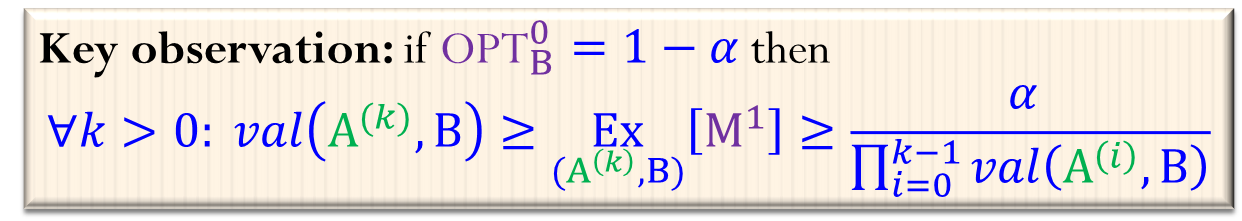 Key observation: if OPT_B^0 = 1 − α then
∀k > 0: val(A^(k), B) ≥ Ex_(A^(k),B) [M^1] ≥ α / ∏_{i=0}^{k−1} val(A^(i), B)